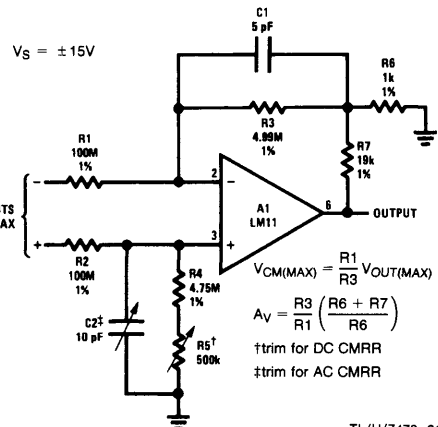 C1
5 pF
VS = ±15V
R6
1k
1%
R3
4.99M
1%
R1
100M
1%
R7
19k
1%
2
−
−
A1
LM11
6
OUTPUT
AX
+
3
+
R2
100M
1%
R4
4.75M
1%
VCM(MAX) = R1/R3 VOUT(MAX)
C2‡
10 pF
AV = R3/R1 (R6 + R7/R6)
R5†
500k
†trim for DC CMRR
‡trim for AC CMRR